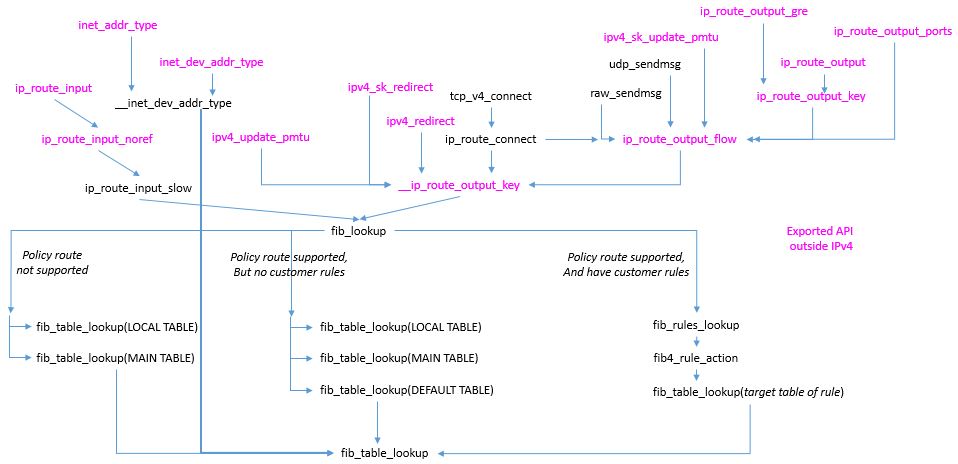 ip_route_output_gre
inet_addr_type
ip_route_output_ports
ipv4_sk_update_pmtu
inet_dev_addr_type
udp_sendmsg
ip_route_output
ip_route_input
ipv4_sk_redirect
tcp_v4_connect
raw_sendmsg
ip_route_output_key
__inet_dev_addr_type
ipv4_redirect
ip_route_input_noref
ipv4_update_pmtu
ip_route_connect
ip_route_output_flow
ip_route_input_slow
__ip_route_output_key
fib_lookup
Exported API
outside IPv4
Policy route
not supported
Policy route supported,
But no customer rules
Policy route supported,
And have customer rules
fib_table_lookup(LOCAL TABLE)
fib_table_lookup(LOCAL TABLE)
fib_rules_lookup
fib_table_lookup(MAIN TABLE)
fib_table_lookup(MAIN TABLE)
fib4_rule_action
fib_table_lookup(DEFAULT TABLE)
fib_table_lookup(target table of rule)
fib_table_lookup